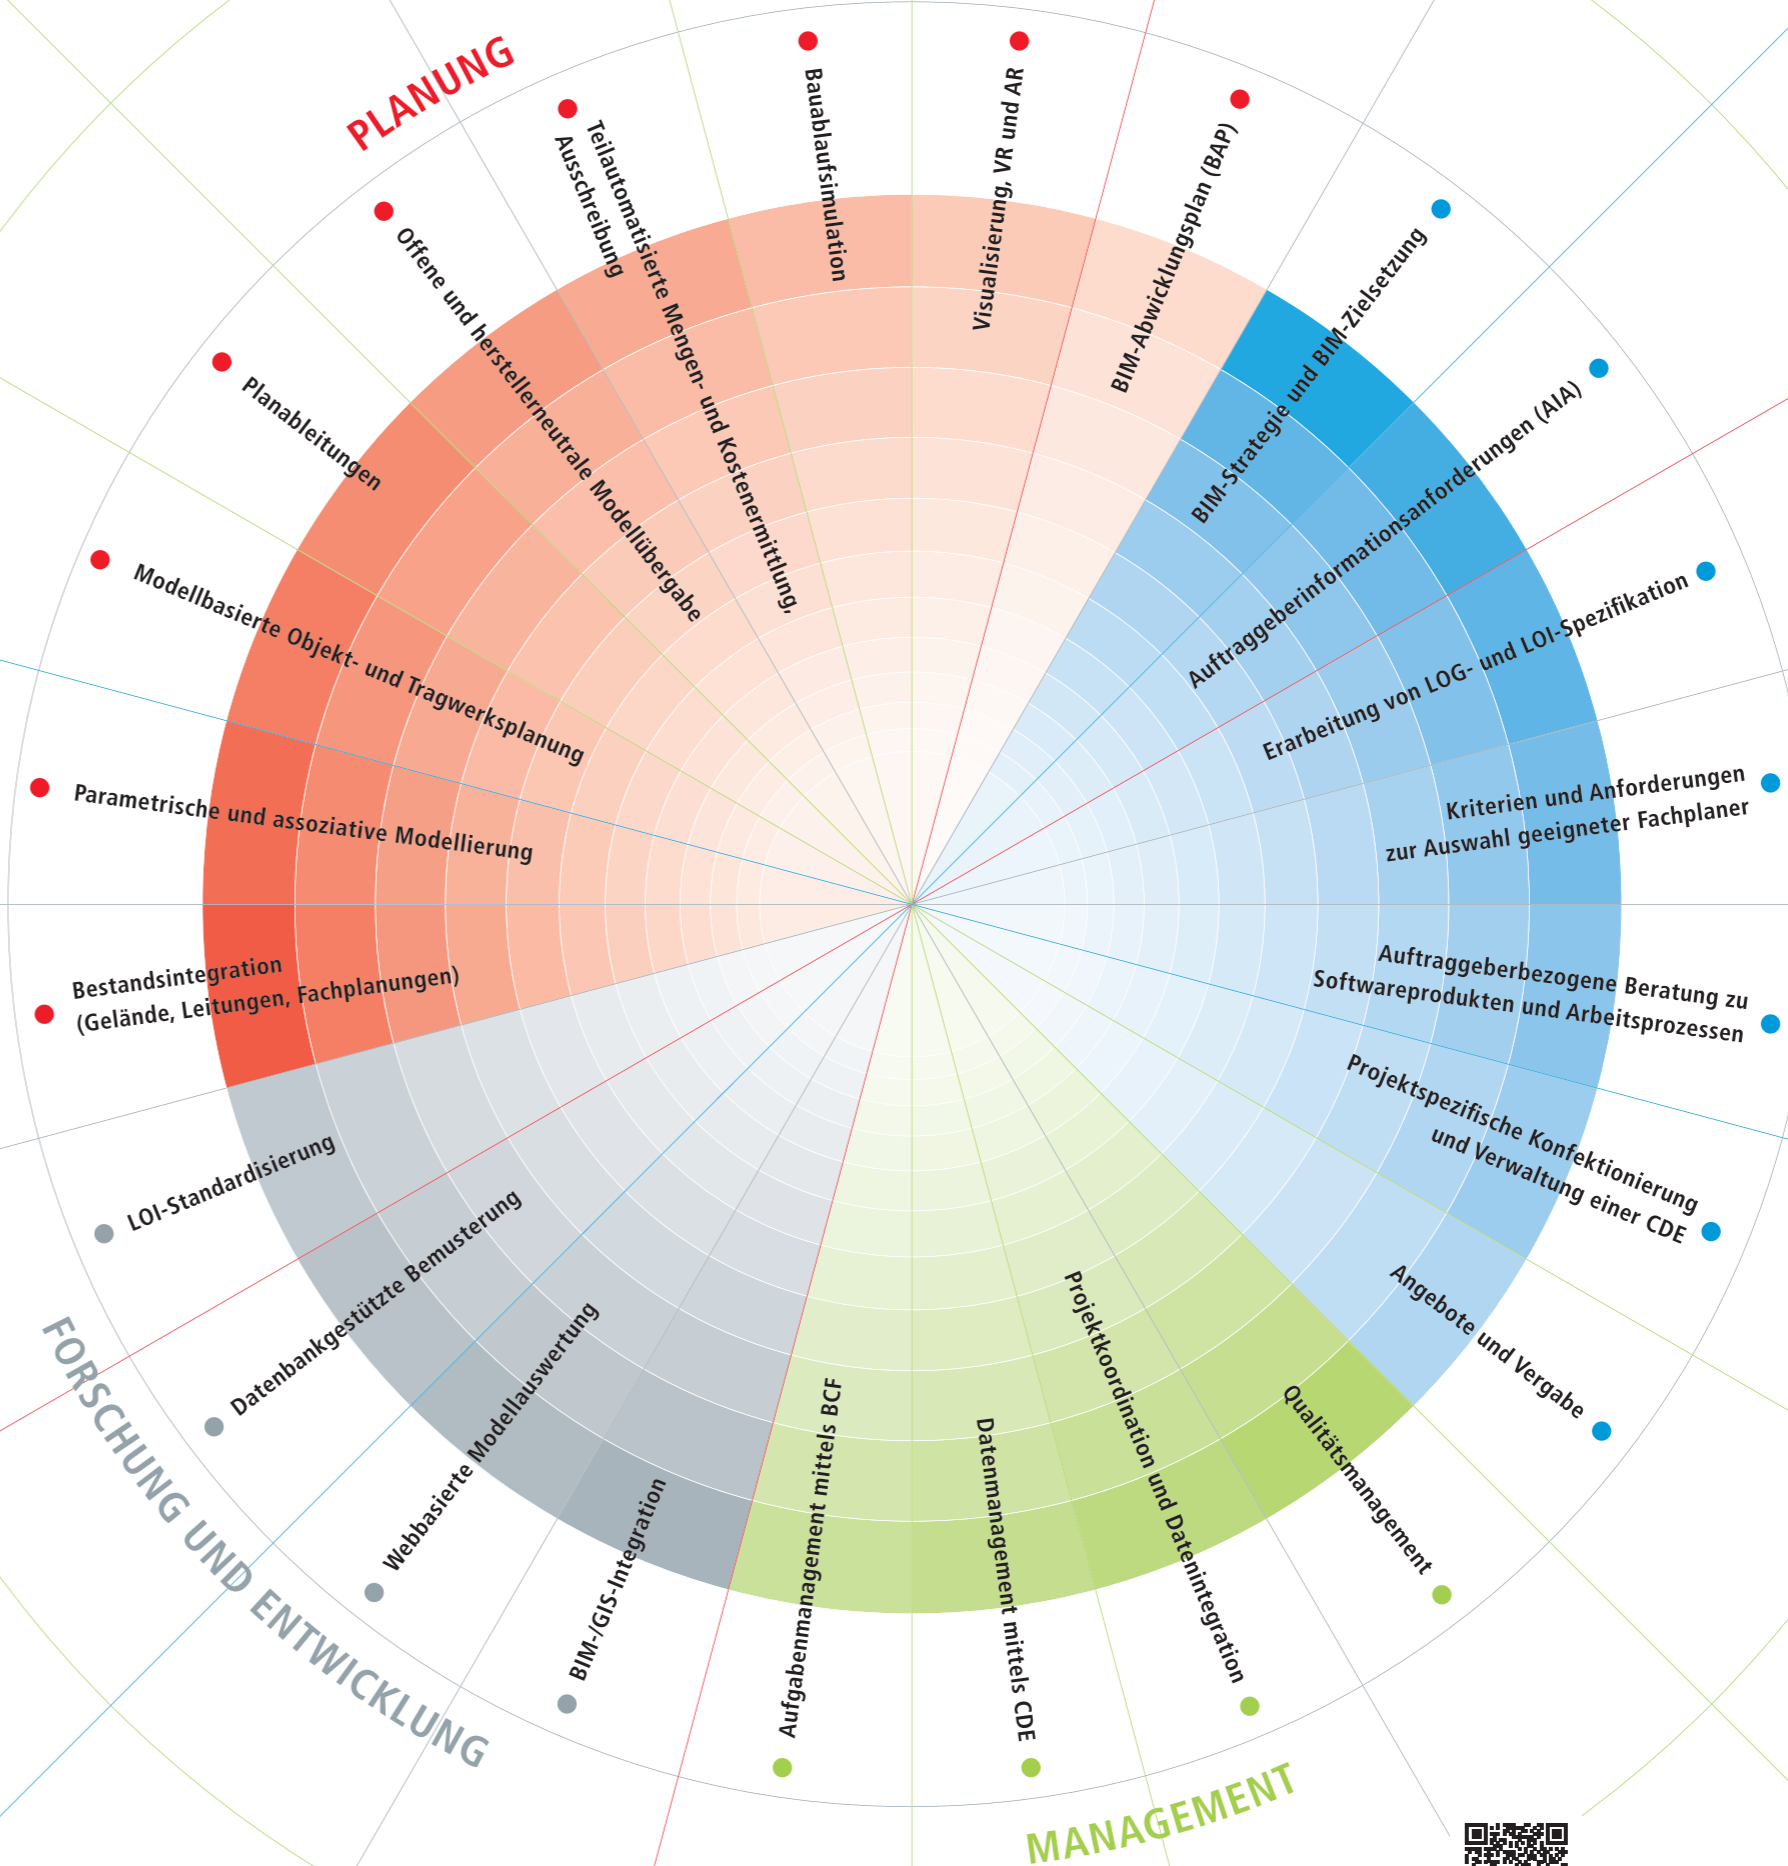 PLANUNG
Bestandsintegration
(Gelände, Leitungen, Fachplanungen)
Parametrische und assoziative Modellierung
Modellbasierte Objekt- und Tragwerksplanung
Planableitungen
Offene und herstellerneutrale Modellübergabe
Teilautomatisierte Mengen- und Kostenermittlung,
Ausschreibung
Bauablaufsimulation
Visualisierung, VR und AR
BIM-Abwicklungsplan (BAP)
BIM-Strategie und BIM-Zielsetzung
Auftraggeberinformationsanforderungen (AIA)
Erarbeitung von LOG- und LOI-Spezifikation
Kriterien und Anforderungen
zur Auswahl geeigneter Fachplaner
Auftraggeberbezogene Beratung zu
Softwareprodukten und Arbeitsprozessen
Projektspezifische Konfektionierung
und Verwaltung einer CDE
Angebote und Vergabe
Qualitätsmanagement
Projektkoordination und Datenintegration
Datenmanagement mittels CDE
Aufgabenmanagement mittels BCF
MANAGEMENT
BIM-/GIS-Integration
Webbasierte Modellauswertung
Datenbankgestützte Bemusterung
LOI-Standardisierung
FORSCHUNG UND ENTWICKLUNG